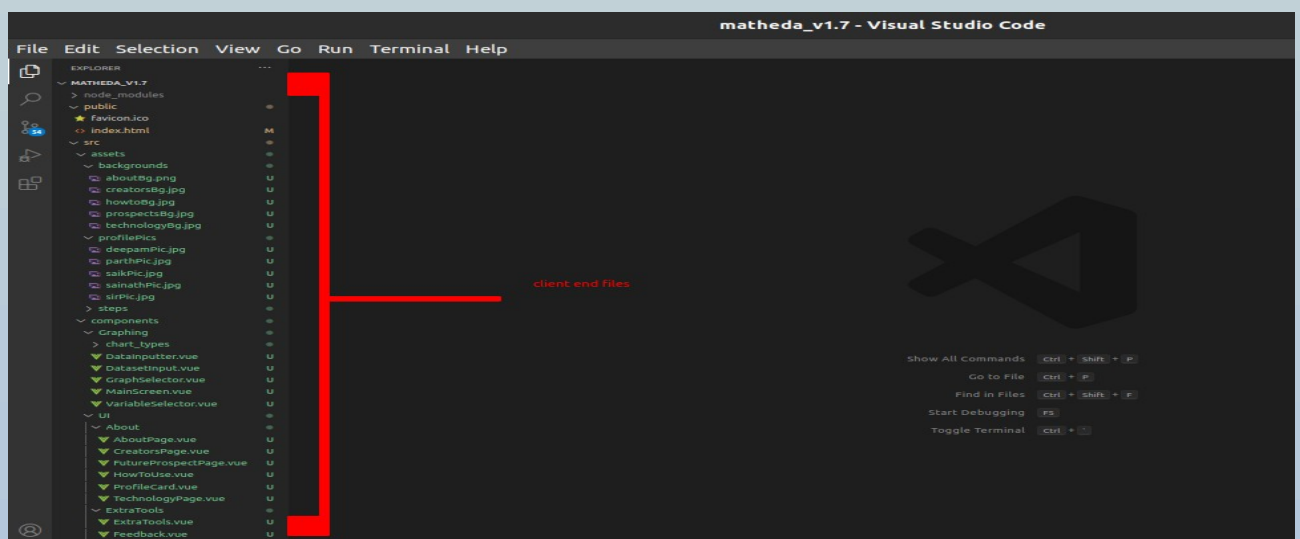 matheda_v1.7 - Visual Studio Code
File Edit Selection View Go Run Terminal Help
EXPLORER ...
MATHEDA_V1.7
node_modules
public
favicon.ico
index.html M
src
assets
backgrounds
aboutBg.png U
creatorsBg.jpg U
howtoBg.jpg U
prospectsBg.jpg U
technologyBg.jpg U
profilePics
deepamPic.jpg U
parthPic.jpg U
saikPic.jpg U
sainathPic.jpg U
sirPic.jpg U
steps
components
Graphing
chart_types
DataInputter.vue U
DatasetInput.vue U
GraphSelector.vue U
MainScreen.vue U
VariableSelector.vue U
UI
About
AboutPage.vue U
CreatorsPage.vue U
FutureProspectPage.vue U
HowToUse.vue U
ProfileCard.vue U
TechnologyPage.vue U
ExtraTools
ExtraTools.vue U
Feedback.vue U
54
client end files
Show All Commands Ctrl + Shift + P
Go to File Ctrl + P
Find in Files Ctrl + Shift + F
Start Debugging F5
Toggle Terminal Ctrl + `